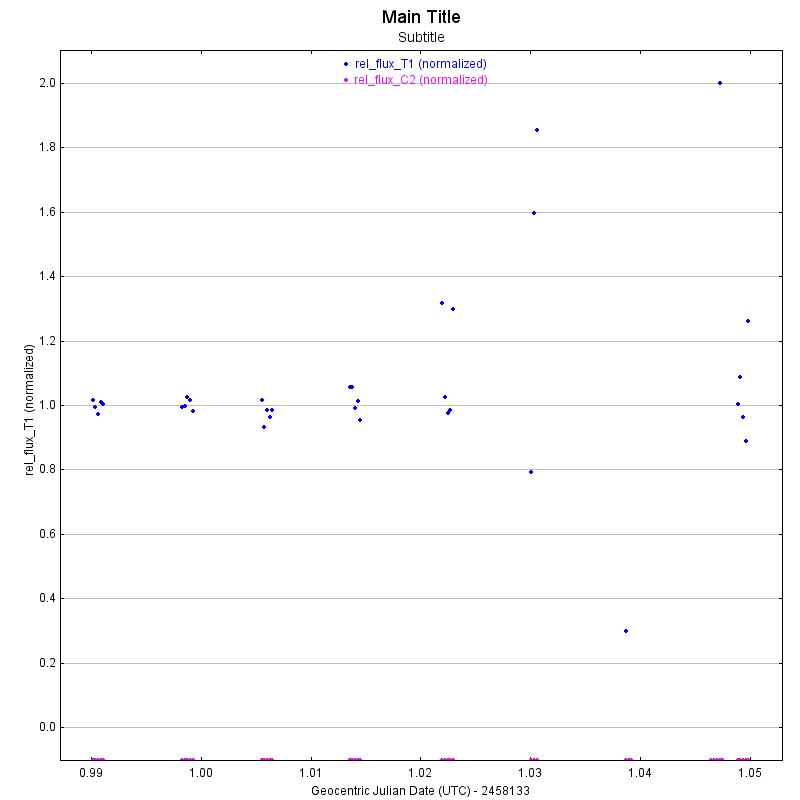 Main Title
Subtitle
rel_flux_T1 (normalized)
rel_flux_C2 (normalized)
2.0
1.8
1.6
1.4
1.2
1.0
0.8
0.6
0.4
0.2
0.0
rel_flux_T1 (normalized)
0.99 1.00 1.01 1.02 1.03 1.04 1.05
Geocentric Julian Date (UTC) - 2458133